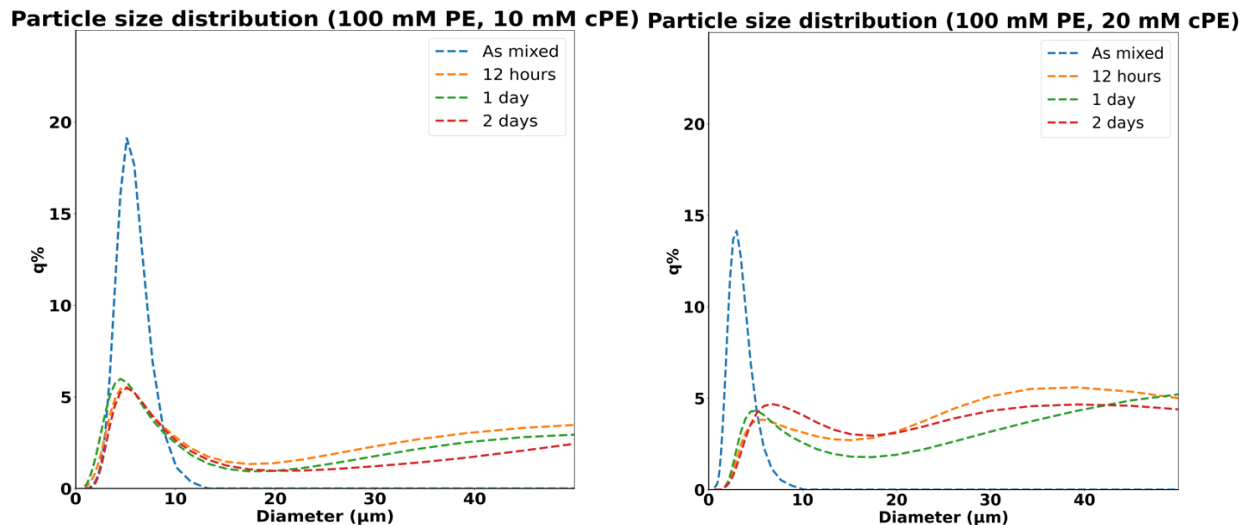 Particle size distribution (100 mM PE, 10 mM cPE)
As mixed
12 hours
1 day
2 days
q%
20
15
10
5
0
0
10
20
30
40
Diameter (μm)
Particle size distribution (100 mM PE, 20 mM cPE)
As mixed
12 hours
1 day
2 days
q%
20
15
10
5
0
0
10
20
30
40
Diameter (μm)